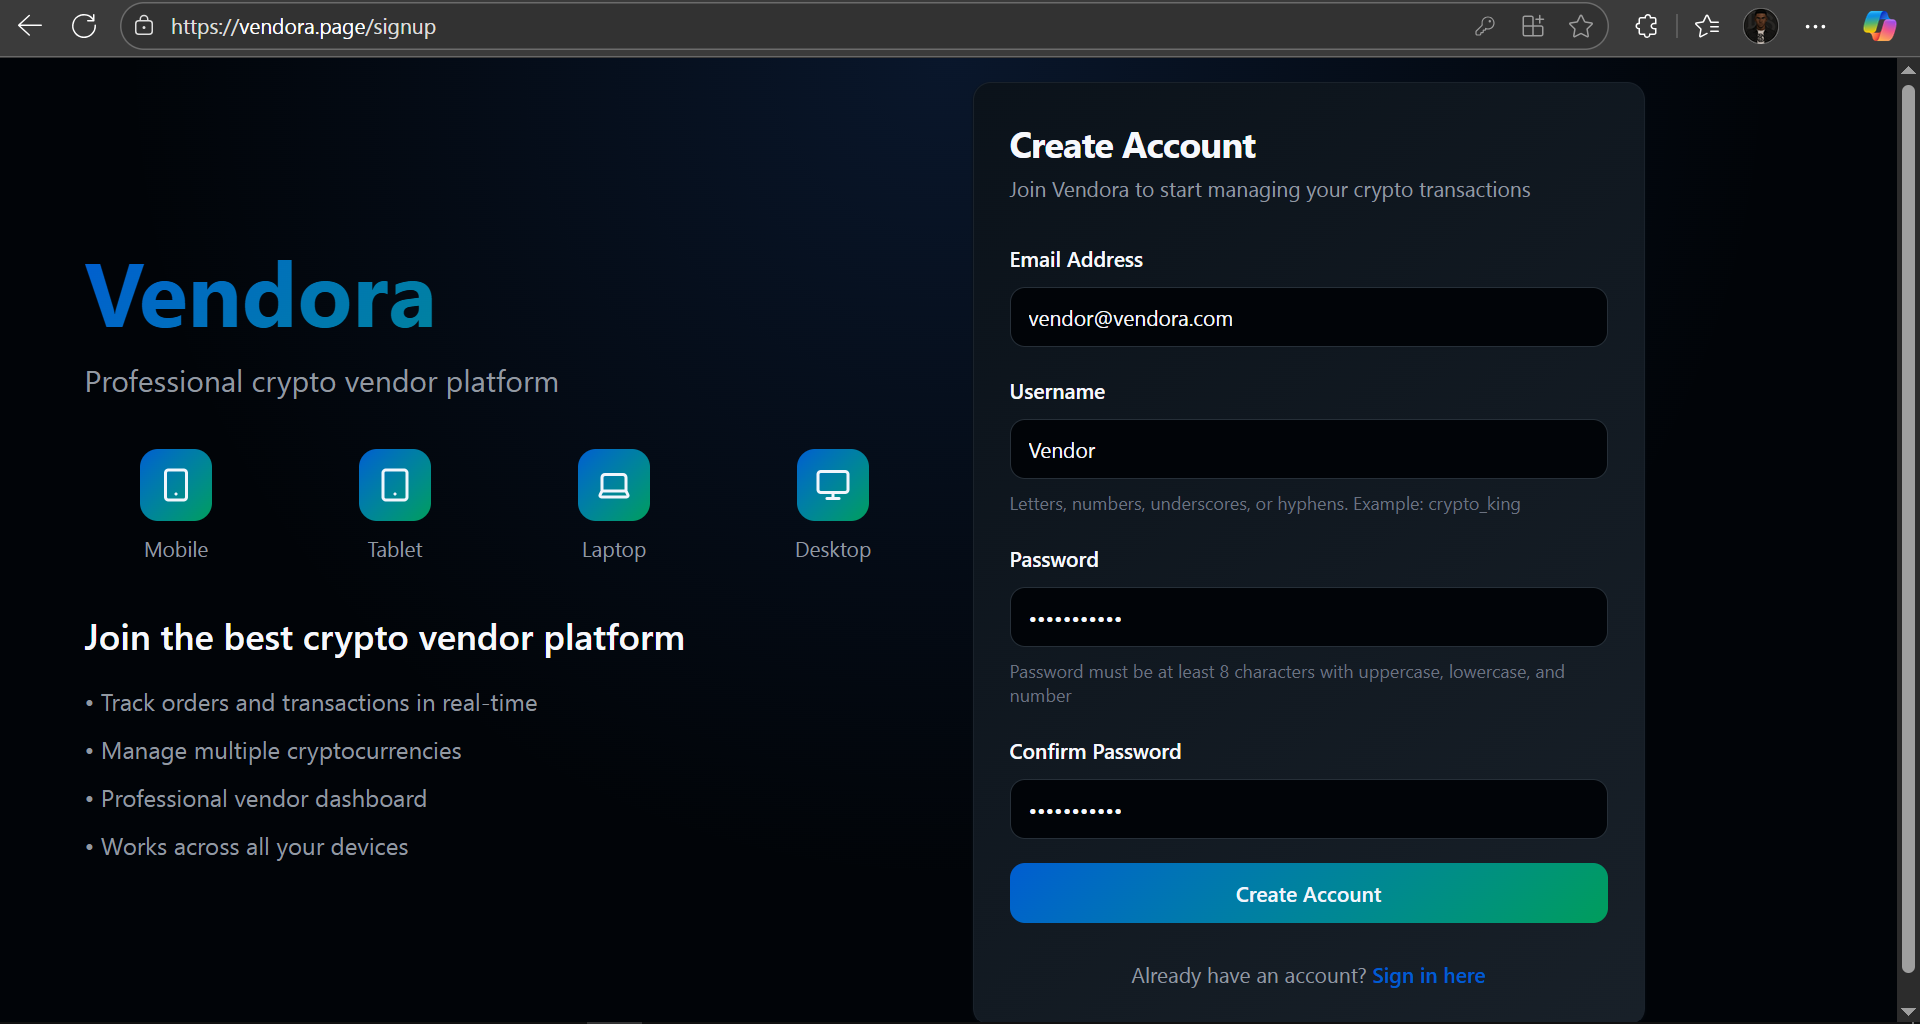 https://vendora.page/signup
Vendora
Professional crypto vendor platform
Mobile
Tablet
Laptop
Desktop
Join the best crypto vendor platform
• Track orders and transactions in real-time
• Manage multiple cryptocurrencies
• Professional vendor dashboard
• Works across all your devices
Create Account
Join Vendora to start managing your crypto transactions
Email Address
vendor@vendora.com
Username
Vendor
Letters, numbers, underscores, or hyphens. Example: crypto_king
Password
•••••••••••
Password must be at least 8 characters with uppercase, lowercase, and
number
Confirm Password
•••••••••••
Create Account
Already have an account? Sign in here